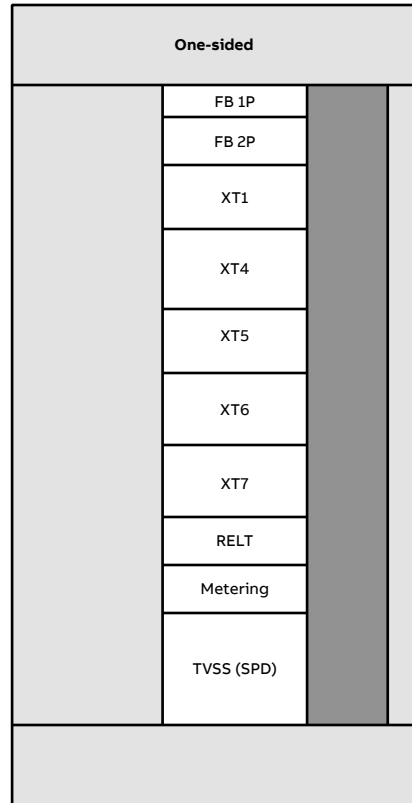 One-sided
FB 1P
FB 2P
XT1
XT4
XT5
XT6
XT7
RELT
Metering
TVSS (SPD)